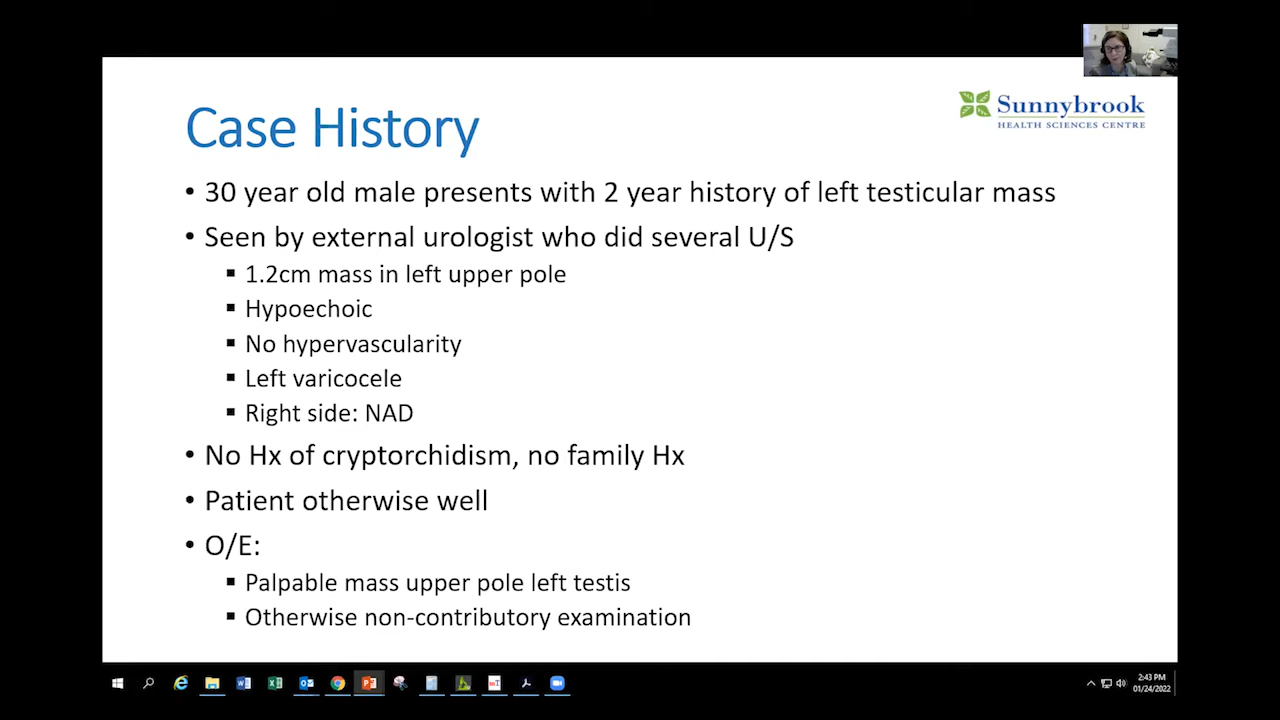 Sunnybrook
HEALTH SCIENCES CENTRE
Case History
• 30 year old male presents with 2 year history of left testicular mass
• Seen by external urologist who did several U/S
▪ 1.2cm mass in left upper pole
▪ Hypoechoic
▪ No hypervascularity
▪ Left varicocele
▪ Right side: NAD
• No Hx of cryptorchidism, no family Hx
• Patient otherwise well
• O/E:
▪ Palpable mass upper pole left testis
▪ Otherwise non-contributory examination
2:43 PM
01/24/2022